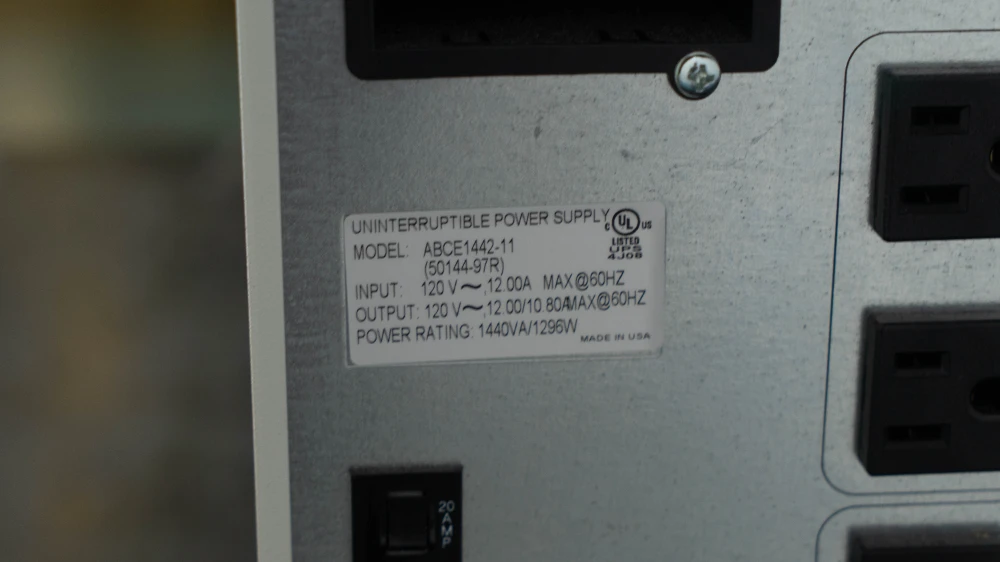 UNINTERRUPTIBLE POWER SUPPLY
C UL US
LISTED
UPS
4J08
MODEL: ABCE1442-11
(50144-97R)
INPUT: 120 V～,12.00A MAX@60HZ
OUTPUT: 120 V～,12.00/10.80AMAX@60HZ
POWER RATING: 1440VA/1296W
MADE IN USA
20
AMP